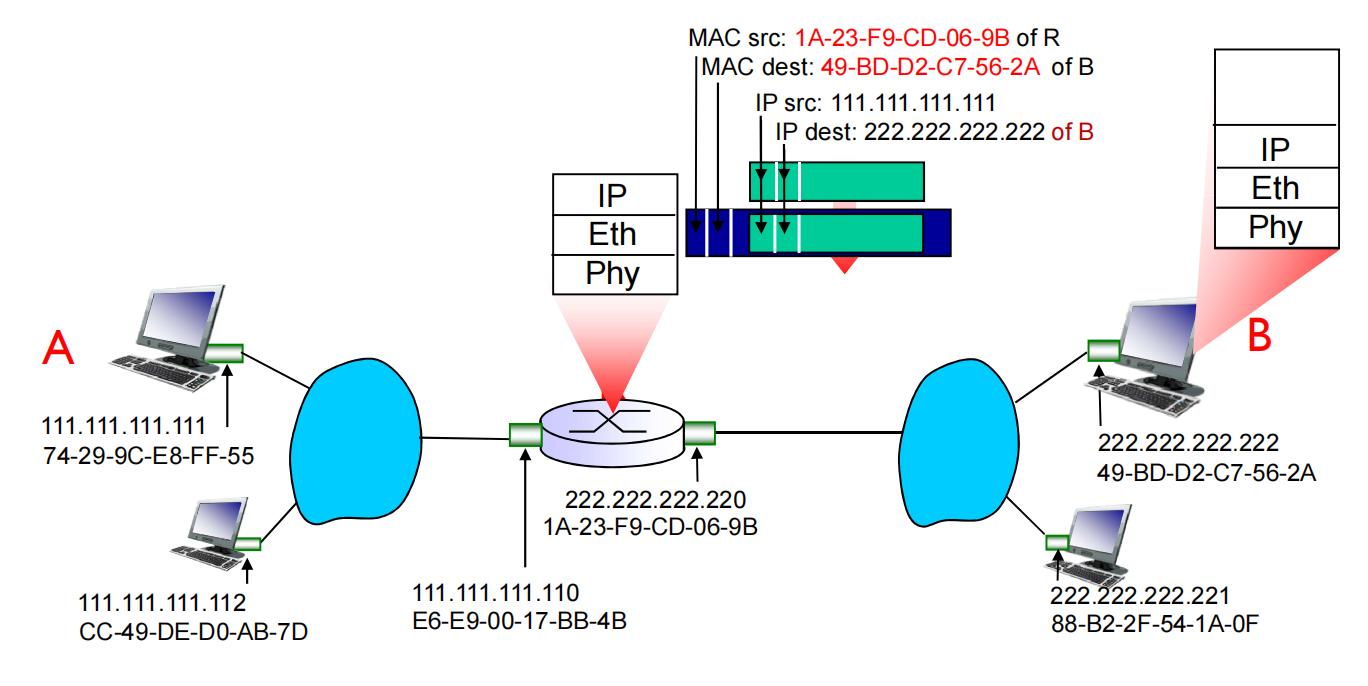 MAC src: 1A-23-F9-CD-06-9B of R
MAC dest: 49-BD-D2-C7-56-2A of B
IP src: 111.111.111.111
IP dest: 222.222.222.222 of B
IP
Eth
Phy
IP
Eth
Phy
A
B
111.111.111.111
74-29-9C-E8-FF-55
222.222.222.222
49-BD-D2-C7-56-2A
222.222.222.220
1A-23-F9-CD-06-9B
111.111.111.112
CC-49-DE-D0-AB-7D
111.111.111.110
E6-E9-00-17-BB-4B
222.222.222.221
88-B2-2F-54-1A-0F